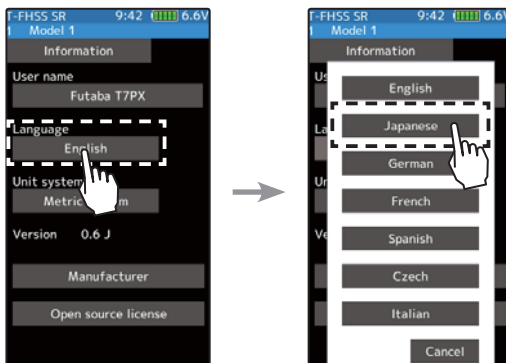 T-FHSS SR 9:42 6.6V
1 Model 1
Information
User name
Futaba T7PX
Language
English
Unit system
Metric
Version 0.6 J
Manufacturer
Open source license
T-FHSS SR 9:42 6.6V
1 Model 1
Information
English
Japanese
German
French
Spanish
Czech
Italian
Cancel